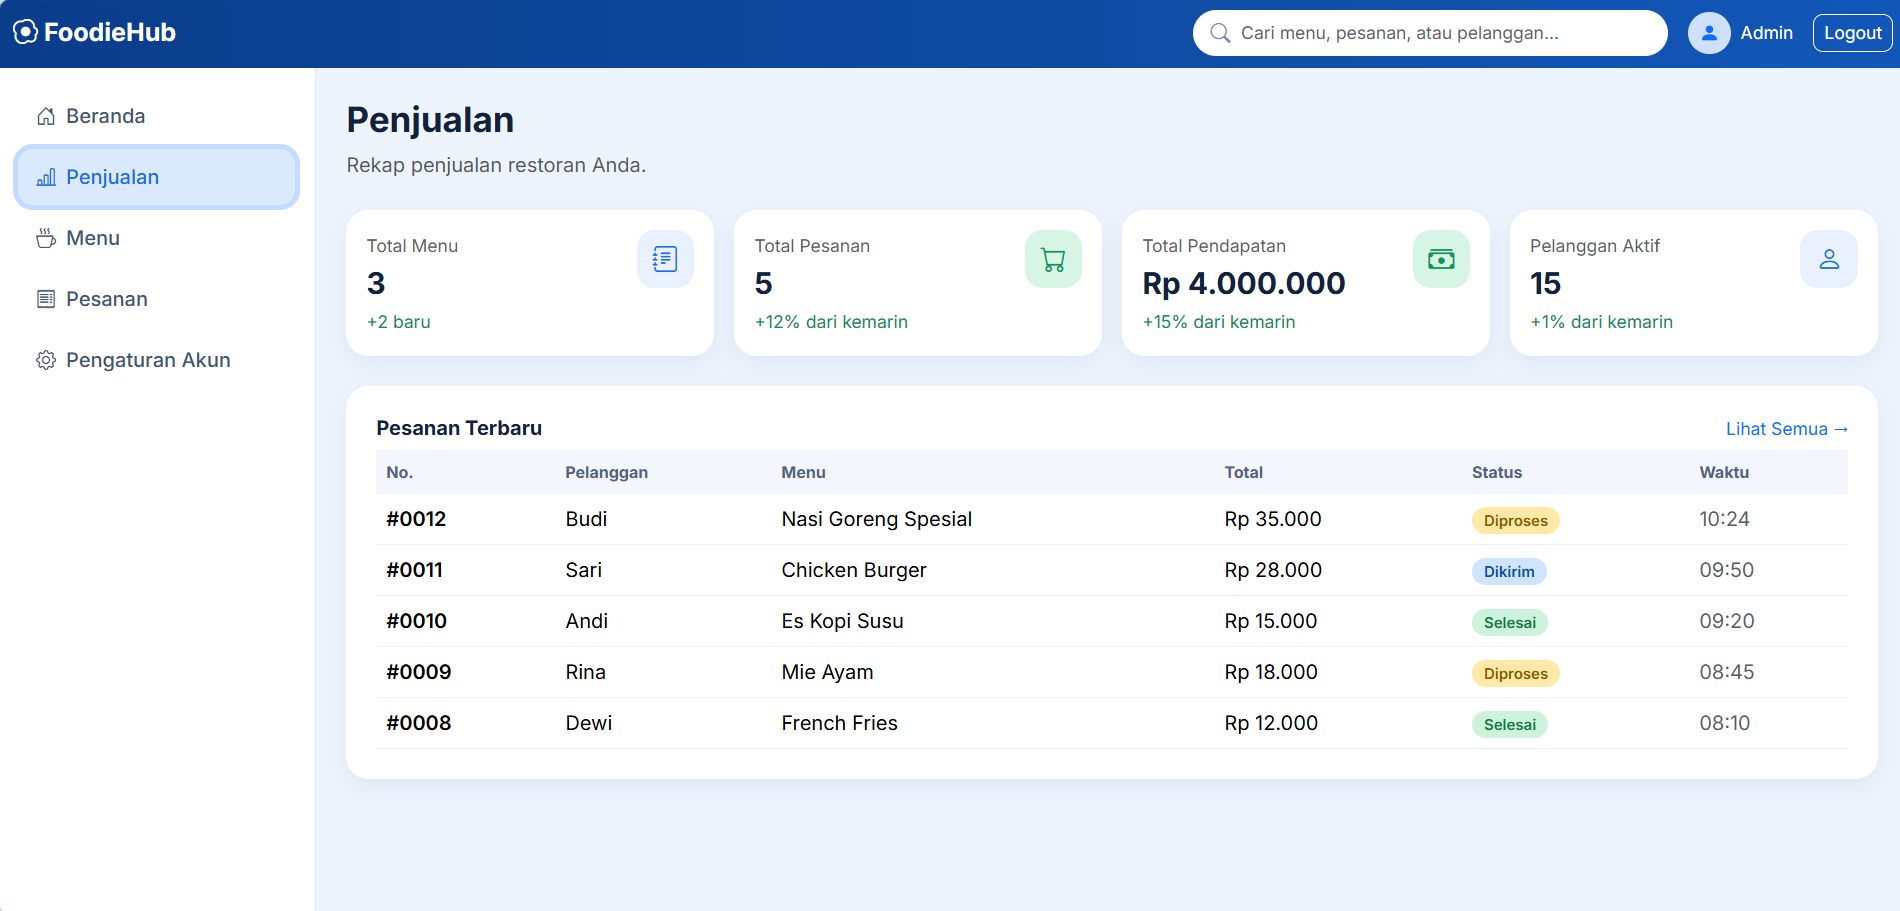 FoodieHub
Cari menu, pesanan, atau pelanggan...
Admin
Logout
Beranda
Penjualan
Menu
Pesanan
Pengaturan Akun
Penjualan
Rekap penjualan restoran Anda.
Total Menu
3
+2 baru
Total Pesanan
5
+12% dari kemarin
Total Pendapatan
Rp 4.000.000
+15% dari kemarin
Pelanggan Aktif
15
+1% dari kemarin
Pesanan Terbaru
Lihat Semua →
No. Pelanggan Menu Total Status Waktu
#0012 Budi Nasi Goreng Spesial Rp 35.000 Diproses 10:24
#0011 Sari Chicken Burger Rp 28.000 Dikirim 09:50
#0010 Andi Es Kopi Susu Rp 15.000 Selesai 09:20
#0009 Rina Mie Ayam Rp 18.000 Diproses 08:45
#0008 Dewi French Fries Rp 12.000 Selesai 08:10